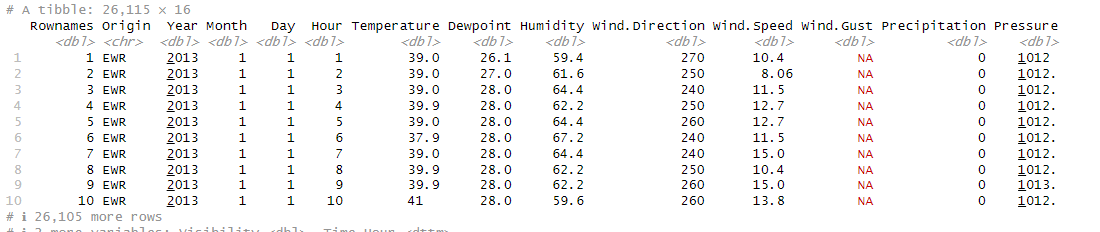 # A tibble: 26,115 × 16
Rownames Origin Year Month Day Hour Temperature Dewpoint Humidity Wind.Direction Wind.Speed Wind.Gust Precipitation Pressure
<dbl> <chr> <dbl> <dbl> <dbl> <dbl> <dbl> <dbl> <dbl> <dbl> <dbl> <dbl> <dbl> <dbl>
1 1 EWR 2013 1 1 1 39.0 26.1 59.4 270 10.4 NA 0 1012
2 2 EWR 2013 1 1 2 39.0 27.0 61.6 250 8.06 NA 0 1012.
3 3 EWR 2013 1 1 3 39.0 28.0 64.4 240 11.5 NA 0 1012.
4 4 EWR 2013 1 1 4 39.9 28.0 62.2 250 12.7 NA 0 1012.
5 5 EWR 2013 1 1 5 39.0 28.0 64.4 260 12.7 NA 0 1012.
6 6 EWR 2013 1 1 6 37.9 28.0 67.2 240 11.5 NA 0 1012.
7 7 EWR 2013 1 1 7 39.0 28.0 64.4 240 15.0 NA 0 1012.
8 8 EWR 2013 1 1 8 39.9 28.0 62.2 250 10.4 NA 0 1012.
9 9 EWR 2013 1 1 9 39.9 28.0 62.2 260 15.0 NA 0 1013.
10 10 EWR 2013 1 1 10 41 28.0 59.6 260 13.8 NA 0 1012.
# ℹ 26,105 more rows
# ℹ 2 more variables: Visibility <dbl>, Time.Hour <dttm>